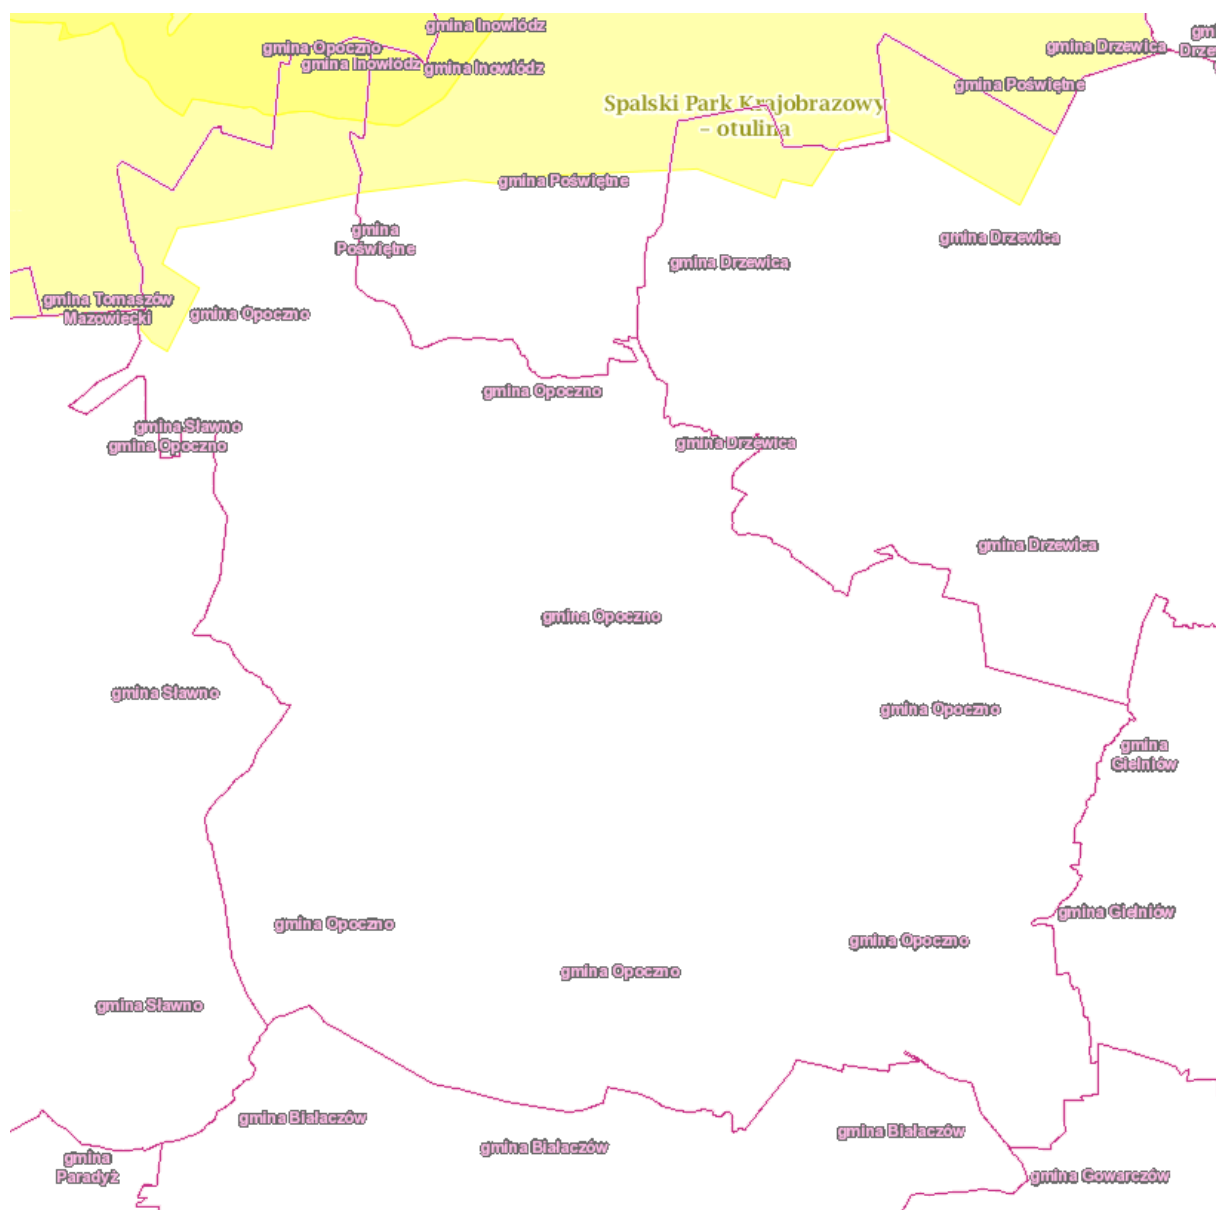 gmina Inowłódz
gmina Opoczno
gmina Inowłódz
gmina Inowłódz
gmina Drzewica
gmina Poświętne
Spalski Park Krajobrazowy
– otulina
gmina Poświętne
gmina
Poświętne
gmina Drzewica
gmina Drzewica
gmina Tomaszów
Mazowiecki
gmina Opoczno
gmina Opoczno
gmina Sławno
gmina Opoczno
gmina Drzewica
gmina Drzewica
gmina Opoczno
gmina Sławno
gmina Opoczno
gmina
Gielniów
gmina Gielniów
gmina Opoczno
gmina Opoczno
gmina Opoczno
gmina Sławno
gmina Białaczów
gmina Białaczów
gmina Białaczów
gmina
Paradyż
gmina Gowarczów